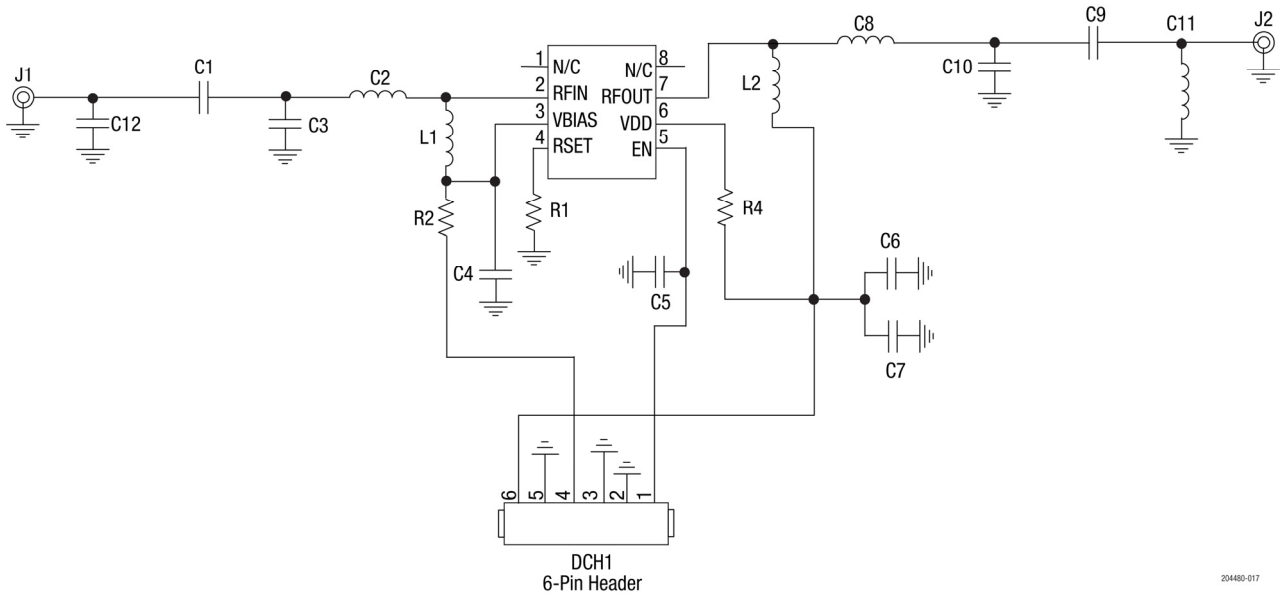 J1
C12
C1
C3
C2
L1
R2
C4
R1
1
2
3
4
N/C
RFIN
VBIAS
RSET
8
7
6
5
N/C
RFOUT
VDD
EN
C5
R4
L2
C8
C10
C9
C11
J2
C6
C7
6
5
4
3
2
1
DCH1
6-Pin Header
204480-017